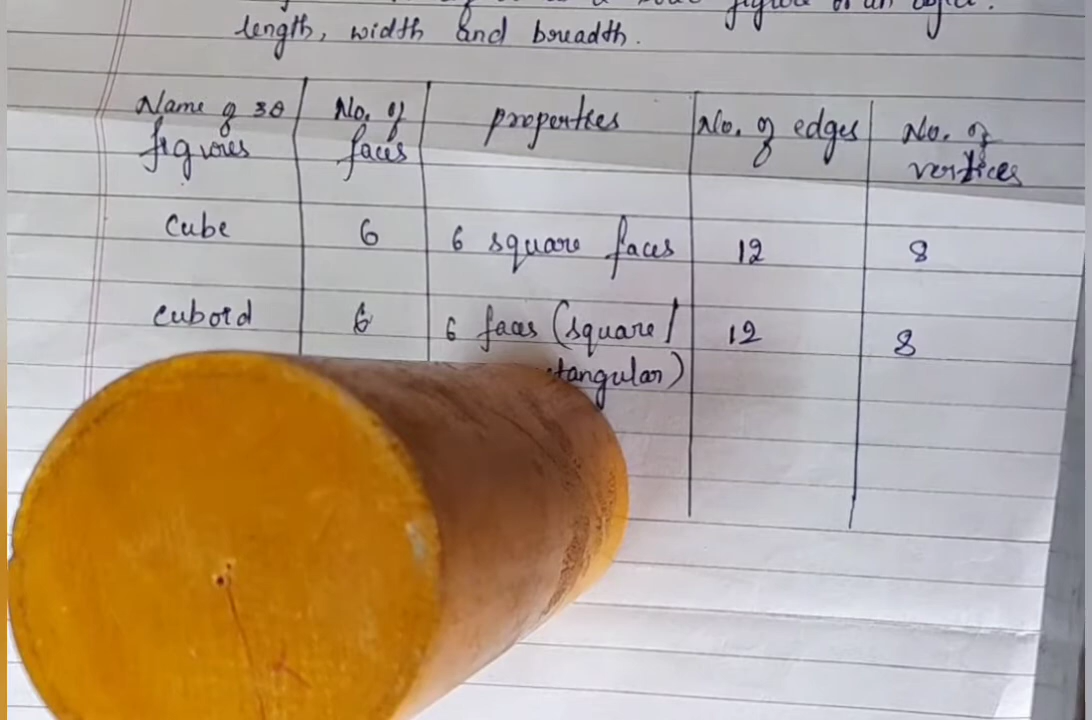 length, width and breadth.
Name of 3D figures | No. of faces | properties | No. of edges | No. of vertices
Cube | 6 | 6 square faces | 12 | 8
Cuboid | 6 | 6 faces (square / | 12 | 8
tangular)